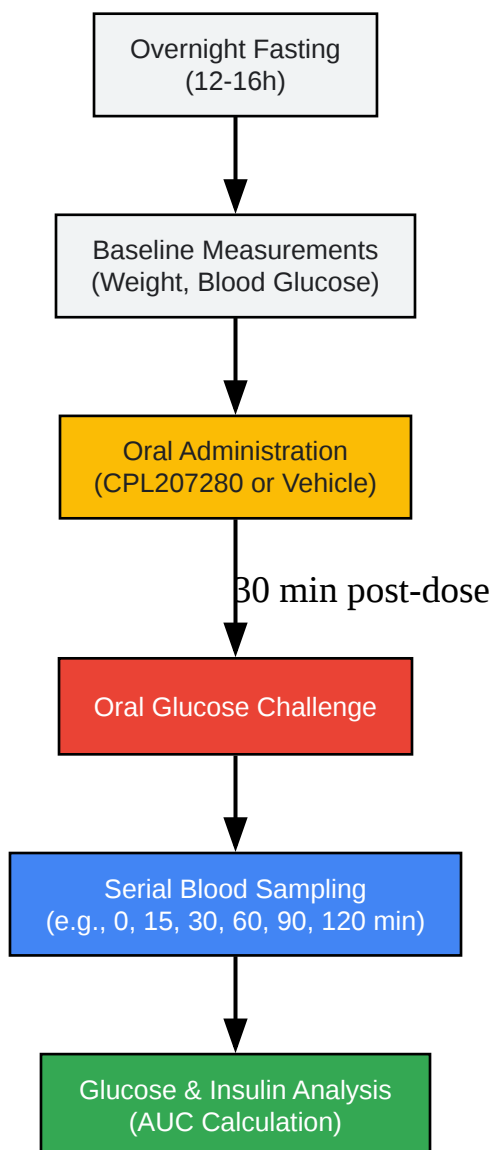 Overnight Fasting
(12-16h)
Baseline Measurements
(Weight, Blood Glucose)
Oral Administration
(CPL207280 or Vehicle)
30 min post-dose
Oral Glucose Challenge
Serial Blood Sampling
(e.g., 0, 15, 30, 60, 90, 120 min)
Glucose & Insulin Analysis
(AUC Calculation)